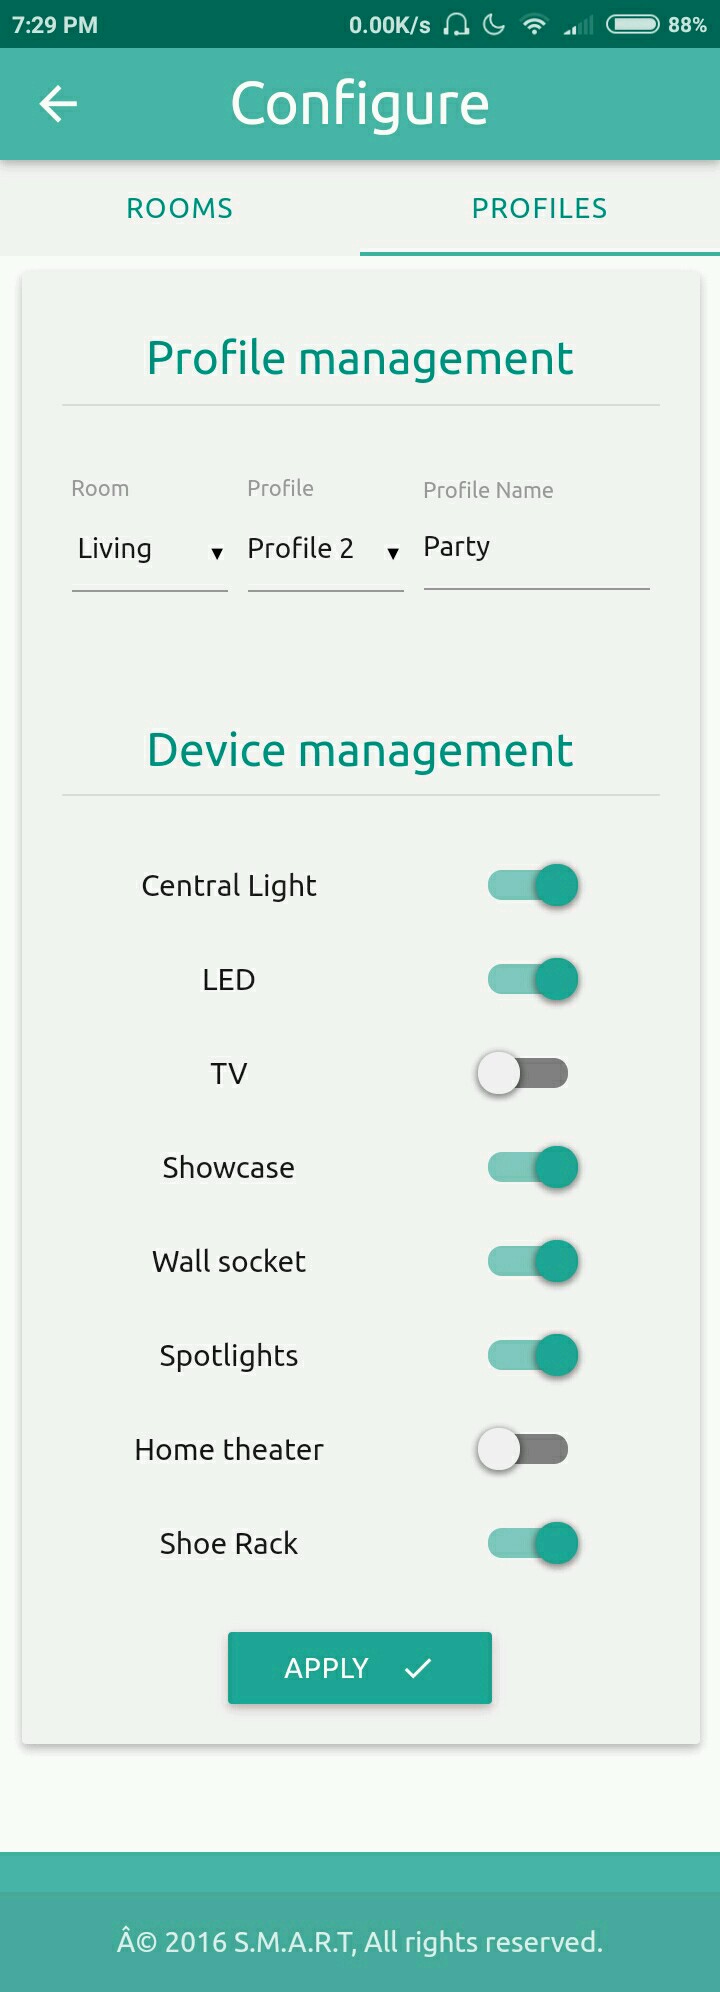 7:29 PM 0.00K/s 88%
Configure
ROOMS PROFILES
Profile management
Room Profile Profile Name
Living ▼ Profile 2 ▼ Party
Device management
Central Light
LED
TV
Showcase
Wall socket
Spotlights
Home theater
Shoe Rack
APPLY
Â© 2016 S.M.A.R.T, All rights reserved.